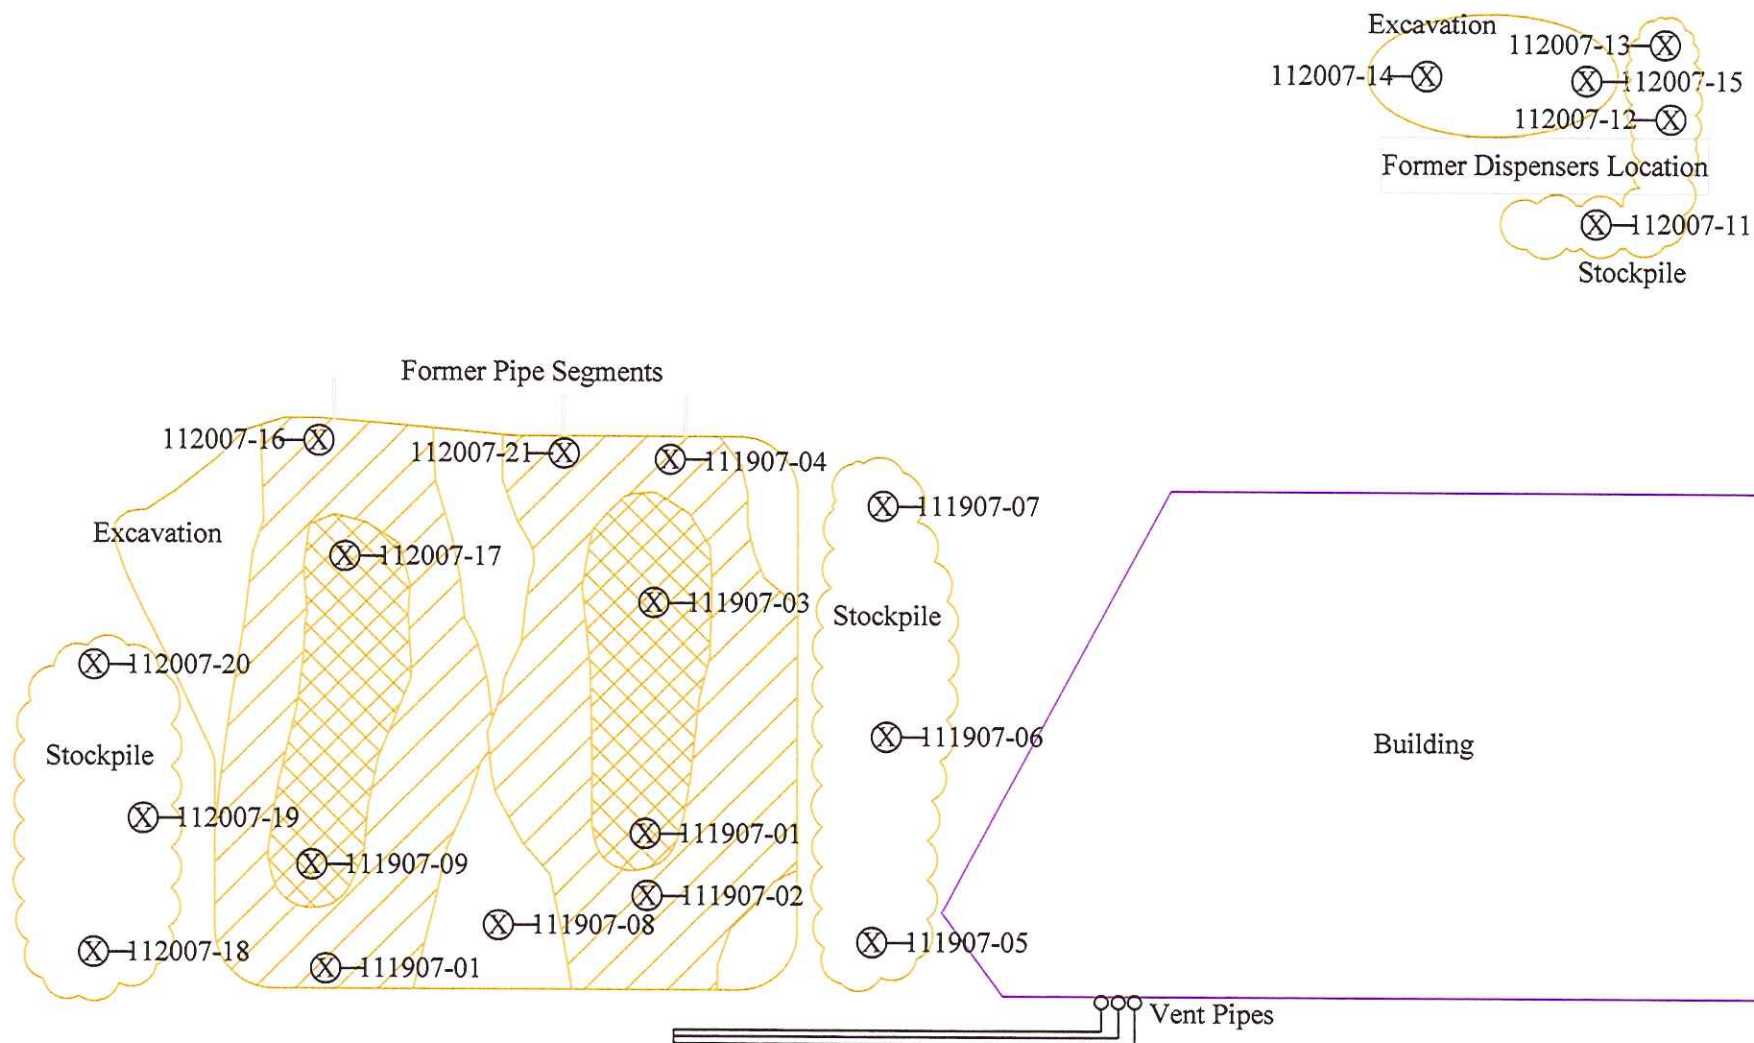 Excavation
112007-13
112007-14
112007-15
112007-12
Former Dispensers Location
112007-11
Stockpile
Former Pipe Segments
112007-16
112007-21
111907-04
111907-07
Excavation
112007-17
111907-03
Stockpile
112007-20
111907-06
Building
Stockpile
112007-19
111907-01
111907-09
111907-02
111907-08
111907-05
112007-18
111907-01
Vent Pipes